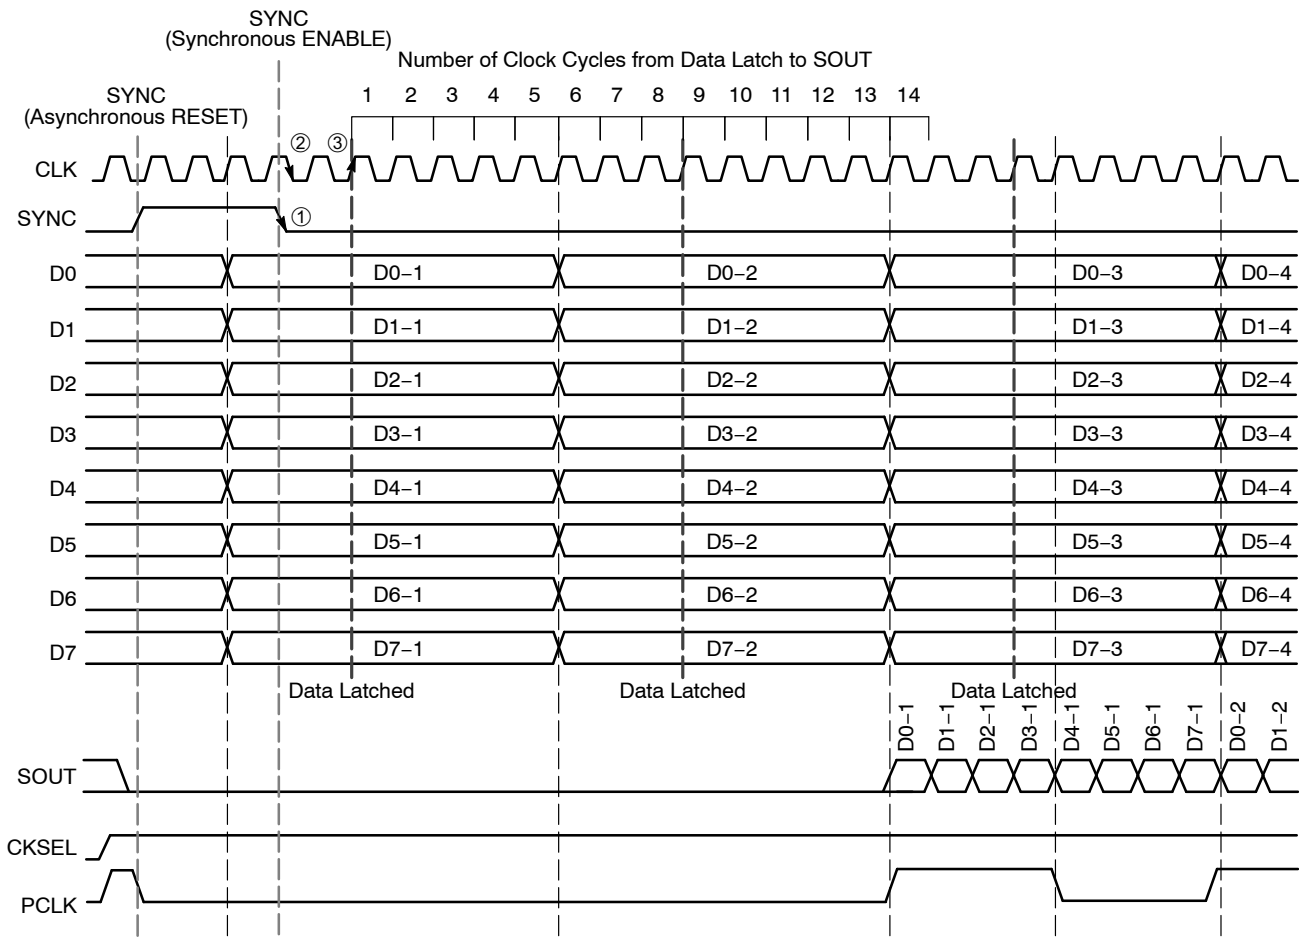 SYNC
(Synchronous ENABLE)
Number of Clock Cycles from Data Latch to SOUT
SYNC
(Asynchronous RESET)
1 2 3 4 5 6 7 8 9 10 11 12 13 14
② ③
CLK
SYNC ①
D0 D0−1 D0−2 D0−3 D0−4
D1 D1−1 D1−2 D1−3 D1−4
D2 D2−1 D2−2 D2−3 D2−4
D3 D3−1 D3−2 D3−3 D3−4
D4 D4−1 D4−2 D4−3 D4−4
D5 D5−1 D5−2 D5−3 D5−4
D6 D6−1 D6−2 D6−3 D6−4
D7 D7−1 D7−2 D7−3 D7−4
Data Latched Data Latched Data Latched
D0−1 D1−1 D2−1 D3−1 D4−1 D5−1 D6−1 D7−1 D0−2 D1−2
SOUT
CKSEL
PCLK